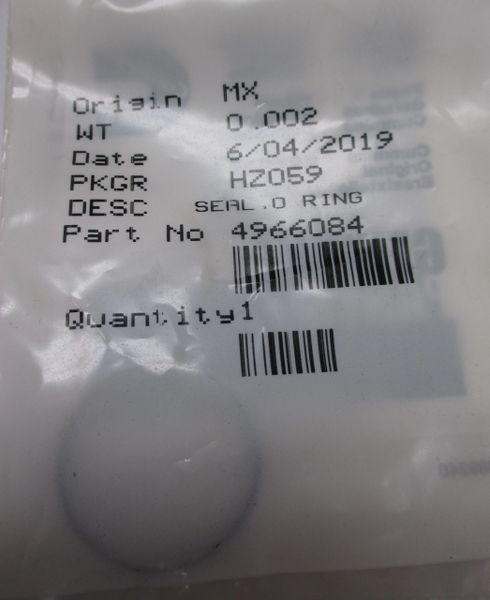 Origin MX
WT 0.002
Date 6/04/2019
PKGR HZ059
DESC SEAL,O RING
Part No 4966084
Quantity1